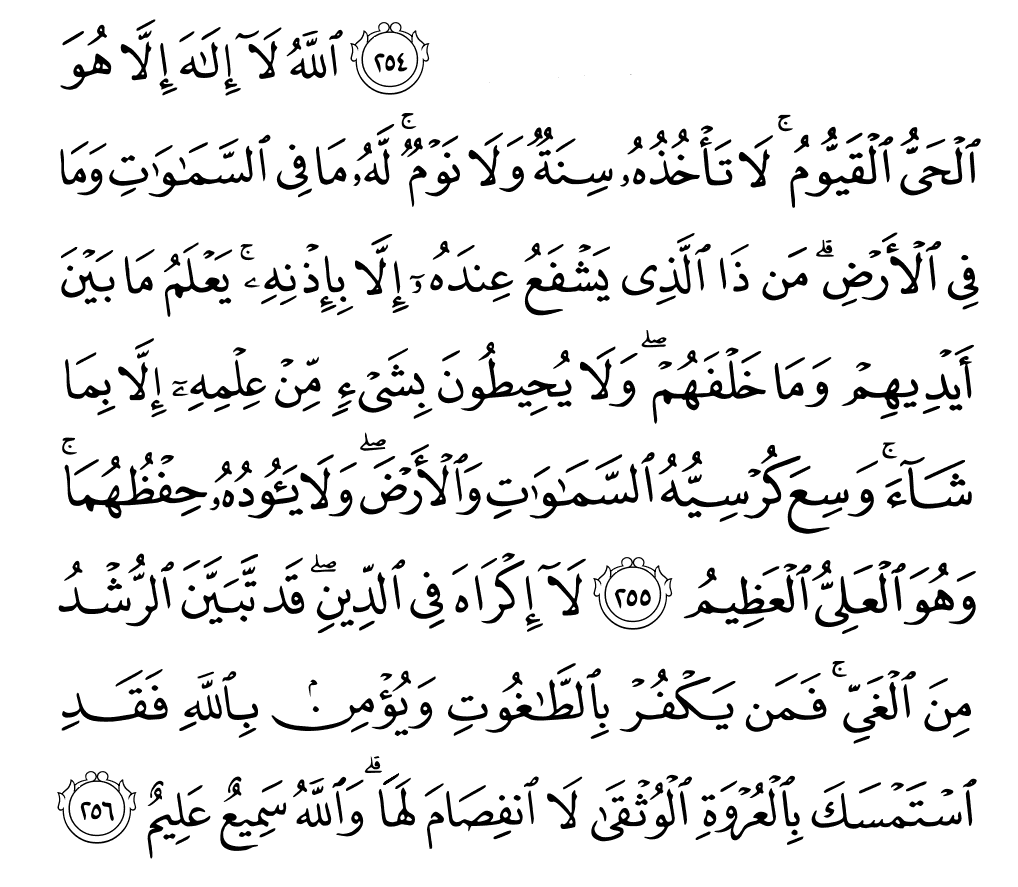 ٢٥٤ ٱللَّهُ لَآ إِلَـٰهَ إِلَّا هُوَ
ٱلۡحَىُّ ٱلۡقَيُّومُۚ لَا تَأۡخُذُهُۥ سِنَةٌ وَلَا نَوۡمٌۚ لَّهُۥ مَا فِى ٱلسَّمَـٰوَٰتِ وَمَا
فِى ٱلۡأَرۡضِۗ مَن ذَا ٱلَّذِى يَشۡفَعُ عِندَهُۥٓ إِلَّا بِإِذۡنِهِۦۚ يَعۡلَمُ مَا بَيۡنَ
أَيۡدِيهِمۡ وَمَا خَلۡفَهُمۡۖ وَلَا يُحِيطُونَ بِشَىۡءٍ مِّنۡ عِلۡمِهِۦٓ إِلَّا بِمَا
شَآءَۚ وَسِعَ كُرۡسِيُّهُ ٱلسَّمَـٰوَٰتِ وَٱلۡأَرۡضَۖ وَلَا يَـُٔودُهُۥ حِفۡظُهُمَاۚ
وَهُوَ ٱلۡعَلِىُّ ٱلۡعَظِيمُ ٢٥٥ لَآ إِكۡرَاهَ فِى ٱلدِّينِۖ قَد تَّبَيَّنَ ٱلرُّشۡدُ
مِنَ ٱلۡغَىِّۚ فَمَن يَكۡفُرۡ بِٱلطَّـٰغُوتِ وَيُؤۡمِنۢ بِٱللَّهِ فَقَدِ
ٱسۡتَمۡسَكَ بِٱلۡعُرۡوَةِ ٱلۡوُثۡقَىٰ لَا ٱنفِصَامَ لَهَاۗ وَٱللَّهُ سَمِيعٌ عَلِيمٌ ٢٥٦